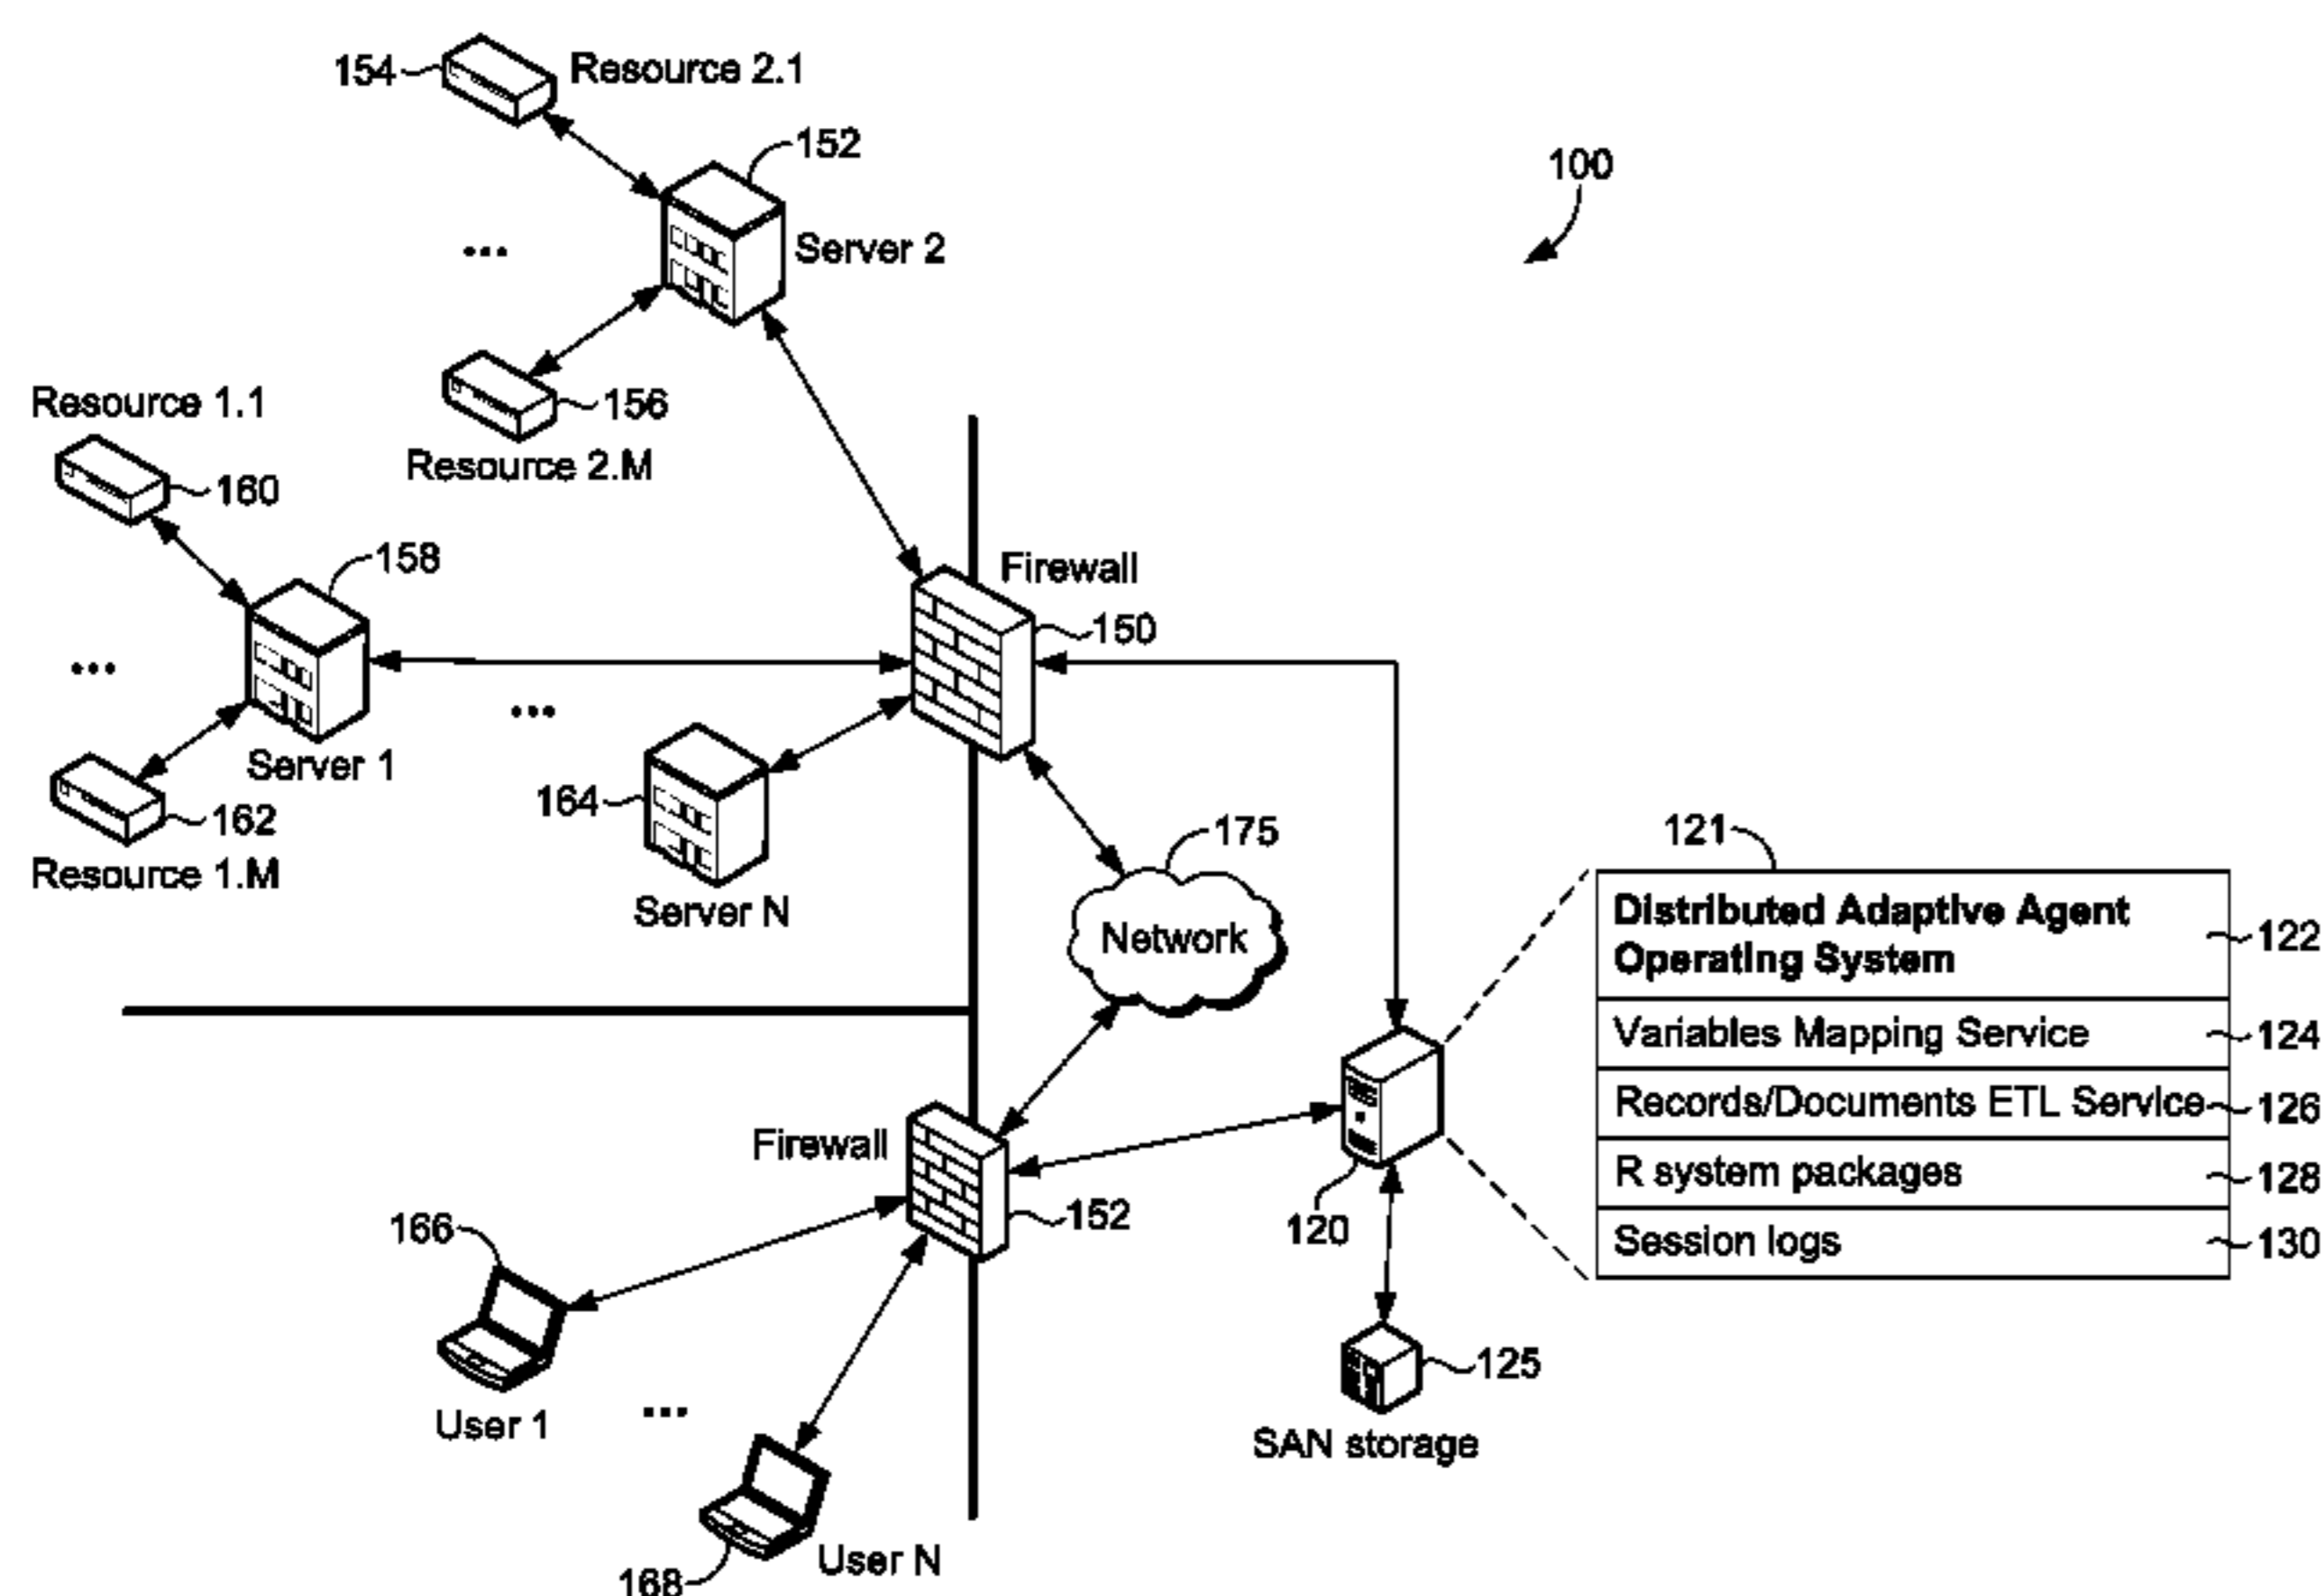 154
Resource 2.1
152
100
...
Server 2
Resource 1.1
156
Resource 2.M
160
158
Firewall
150
...
...
Server 1
164
162
175
121
Resource 1.M
Server N
Network
Distributed Adaptive Agent
Operating System
122
Variables Mapping Service
124
Records/Documents ETL Service
126
Firewall
R system packages
128
166
152
120
Session logs
130
125
User 1
...
SAN storage
User N
168